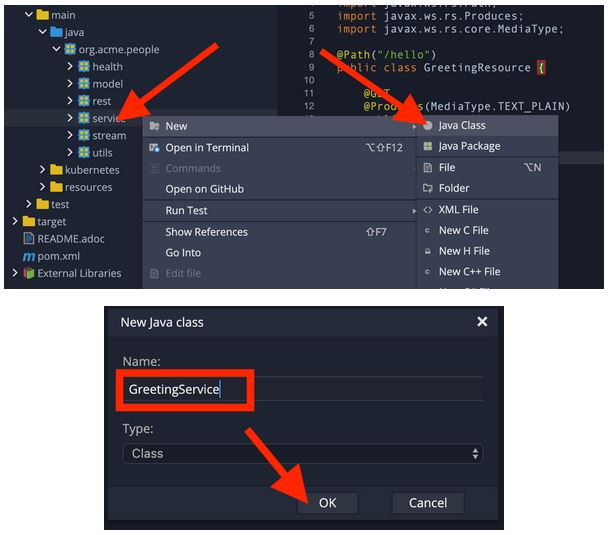 main
java
org.acme.people
health
model
rest
service
stream
utils
kubernetes
resources
test
target
README.adoc
m pom.xml
External Libraries
5 import javax.ws.rs.Path;
6 import javax.ws.rs.Produces;
7 import javax.ws.rs.core.MediaType;
8 @Path("/hello")
9 public class GreetingResource {
10
11 @GET
12 @Produces(MediaType.TEXT_PLAIN)
New
Open in Terminal ⌥⇧F12
Commands
Open on GitHub
Run Test
Show References ⇧F7
Go Into
Edit file
Java Class
Java Package
File ⌥N
Folder
<> XML File
c New C File
h New H File
c New C++ File
New Java class ×
Name:
GreetingService
Type:
Class
OK Cancel